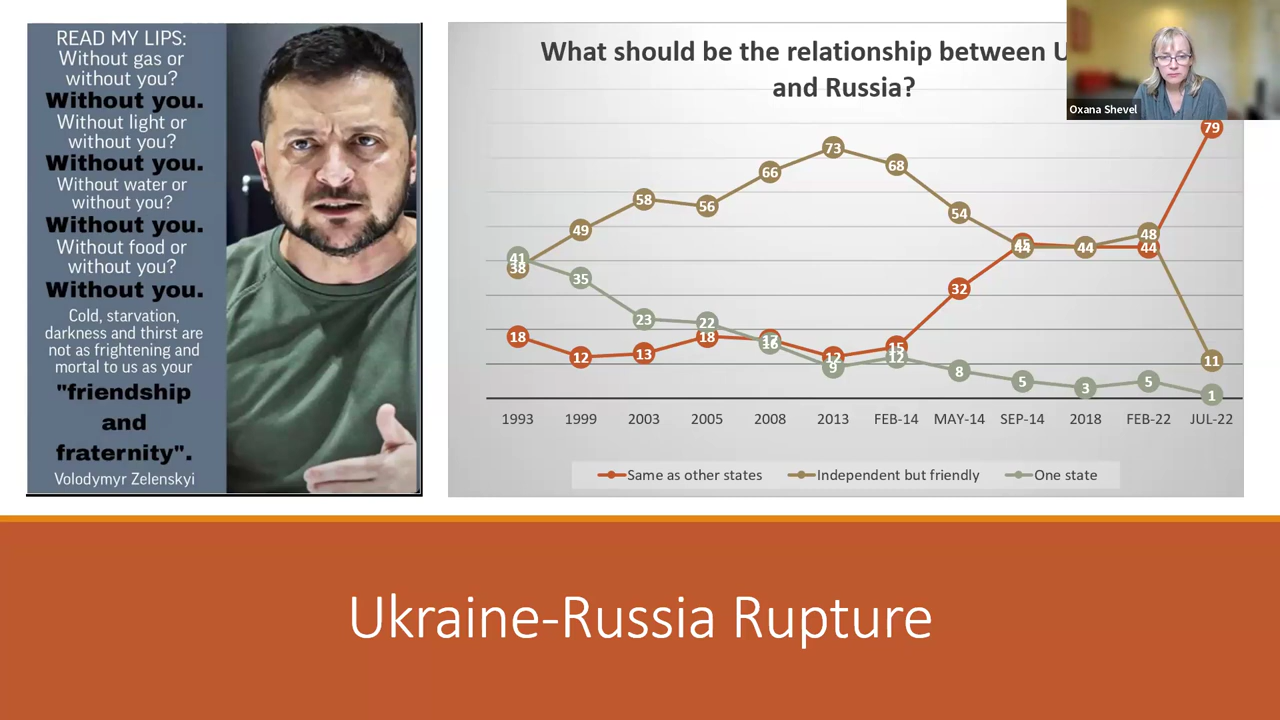 READ MY LIPS:
Without gas or
without you?
Without you.
Without light or
without you?
Without you.
Without water or
without you?
Without you.
Without food or
without you?
Without you.
Cold, starvation,
darkness and thirst are
not as frightening and
mortal to us as your
"friendship
and
fraternity".
Volodymyr Zelenskyi
What should be the relationship between U
and Russia?
Oxana Shevel
79
73
68
66
58
56
54
49
48
45
44 44 44
41
38
35
32
23
22
18 12 13 18 17 12 15
16 9 12 8 5 3 5 1
11
1993 1999 2003 2005 2008 2013 FEB-14 MAY-14 SEP-14 2018 FEB-22 JUL-22
Same as other states Independent but friendly One state
Ukraine-Russia Rupture